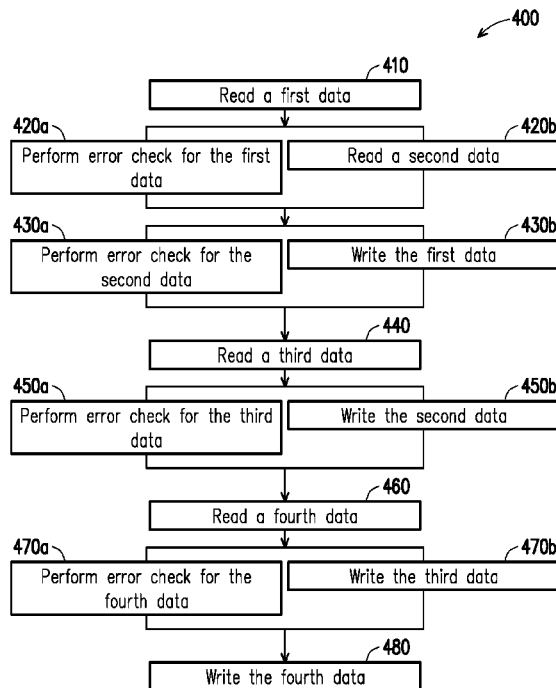 400
410
Read a first data
420a
420b
Perform error check for the first
data
Read a second data
430a
430b
Perform error check for the
second data
Write the first data
440
Read a third data
450a
450b
Perform error check for the third
data
Write the second data
460
Read a fourth data
470a
470b
Perform error check for the
fourth data
Write the third data
480
Write the fourth data